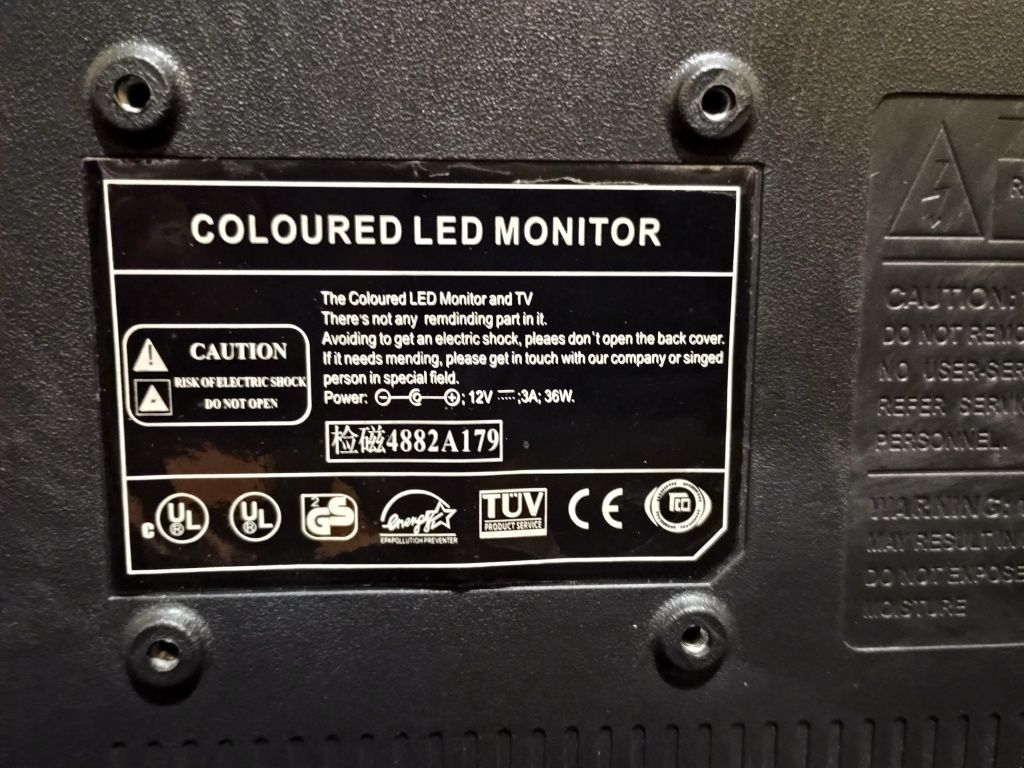 COLOURED LED MONITOR
The Coloured LED Monitor and TV
There's not any remdinding part in it.
Avoiding to get an electric shock, pleaes don't open the back cover.
If it needs mending, please get in touch with our company or singed
person in special field.
Power: 12V ;3A; 36W.
CAUTION
RISK OF ELECTRIC SHOCK
DO NOT OPEN
检磁4882A179
c UL ® UL ® 2 GS energy TÜV CE TCO
EPA POLLUTION PREVENTER
PRODUCT SERVICE
CAUTION:
DO NOT REMO
NO USER-SER
REFER SERVI
PERSONNEL.
WARNING:
MAY RESULT IN
DO NOT EXPOSE
MOISTURE